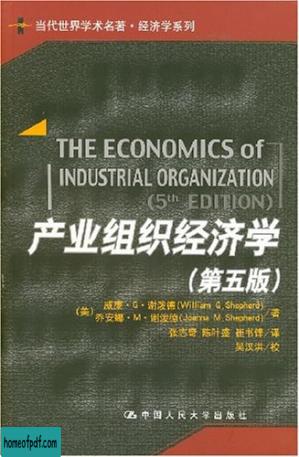 当代世界学术名著·经济学系列
THE ECONOMICS of
INDUSTRIAL ORGANIZATION
(5th EDITION)
产业组织经济学
(第五版)
(美) 威廉·G·谢泼德(William G.Shepherd) 著
乔安娜·M·谢泼德(Joanna M.Shepherd)
张志奇 陈叶盛 崔书锋/译
吴汉洪/校
中国人民大学出版社
homeofpdf.com
homeofpdf.com